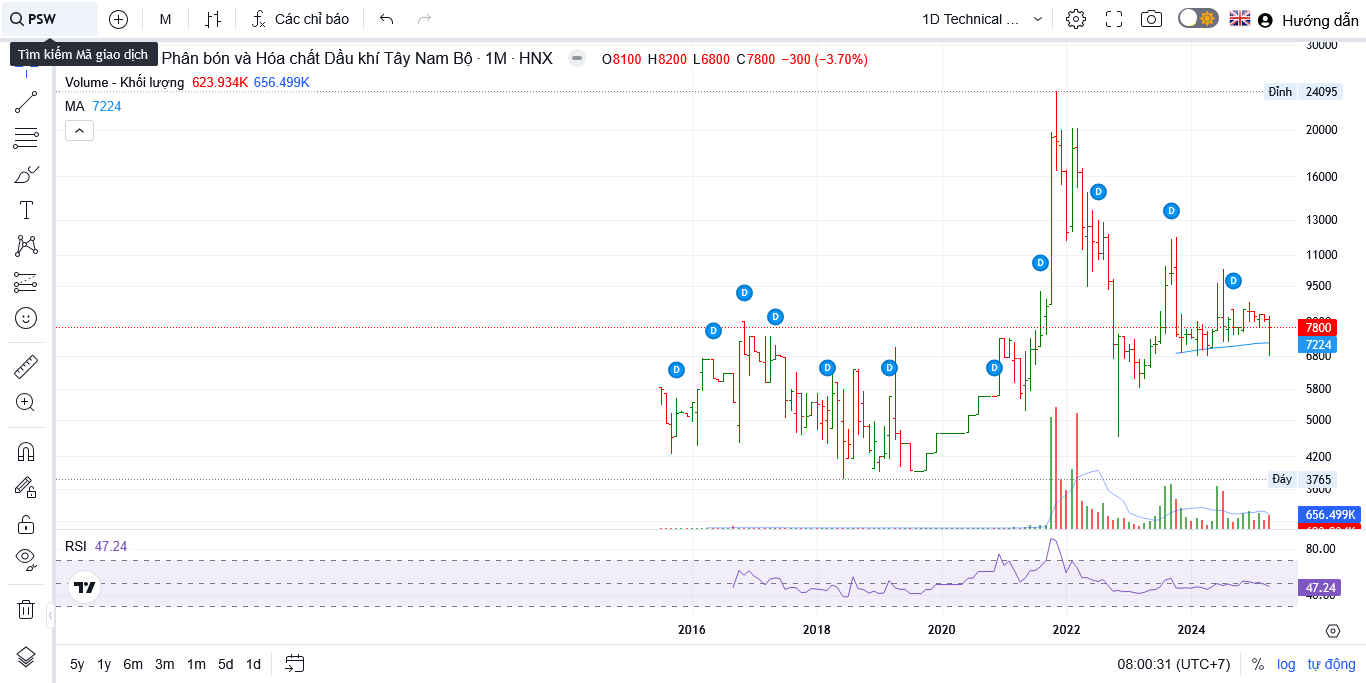 PSW M Các chỉ báo 1D Technical ... Hướng dẫn
Tìm kiếm Mã giao dịch
Phân bón và Hóa chất Dầu khí Tây Nam Bộ · 1M · HNX O8100 H8200 L6800 C7800 −300 (−3.70%)
Volume - Khối lượng 623.934K 656.499K
MA 7224
30000
Đỉnh 24095
20000
16000
13000
11000
9500
7800
7224
6800
5800
5000
4200
Đáy 3765
3000
656.499K
D
D
D
D
D
D
D
D
D
D
D
RSI 47.24
80.00
47.24
40.00
2016 2018 2020 2022 2024
5y 1y 6m 3m 1m 5d 1d 08:00:31 (UTC+7) % log tự động